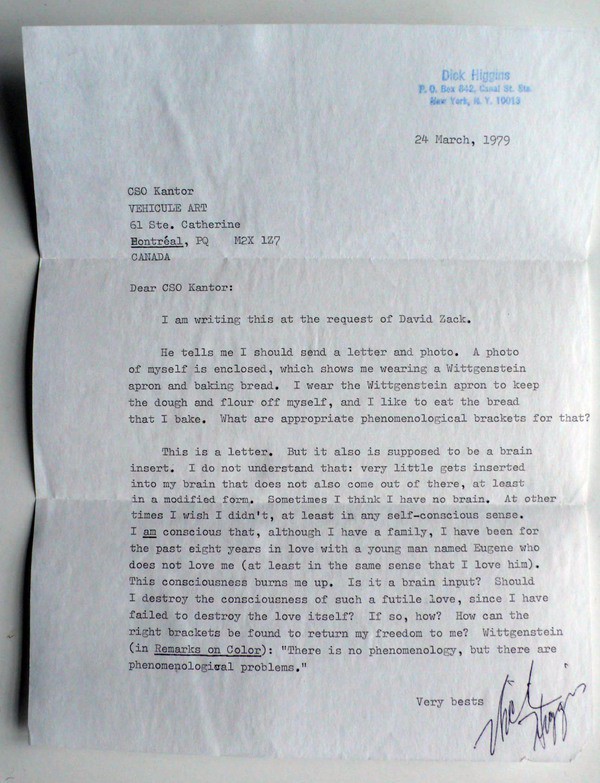 Dick Higgins
P. O. Box 842, Canal St. Sta.
New York, N. Y. 10013
24 March, 1979
CSO Kantor
VEHICULE ART
61 Ste. Catherine
Montréal, PQ M2X 1Z7
CANADA
Dear CSO Kantor:
I am writing this at the request of David Zack.
He tells me I should send a letter and photo. A photo
of myself is enclosed, which shows me wearing a Wittgenstein
apron and baking bread. I wear the Wittgenstein apron to keep
the dough and flour off myself, and I like to eat the bread
that I bake. What are appropriate phenomenological brackets for that?
This is a letter. But it also is supposed to be a brain
insert. I do not understand that: very little gets inserted
into my brain that does not also come out of there, at least
in a modified form. Sometimes I think I have no brain. At other
times I wish I didn't, at least in any self-conscious sense.
I am conscious that, although I have a family, I have been for
the past eight years in love with a young man named Eugene who
does not love me (at least in the same sense that I love him).
This consciousness burns me up. Is it a brain input? Should
I destroy the consciousness of such a futile love, since I have
failed to destroy the love itself? If so, how? How can the
right brackets be found to return my freedom to me? Wittgenstein
(in Remarks on Color): "There is no phenomenology, but there are
phenomenological problems."
Very bests
Dick Higgins